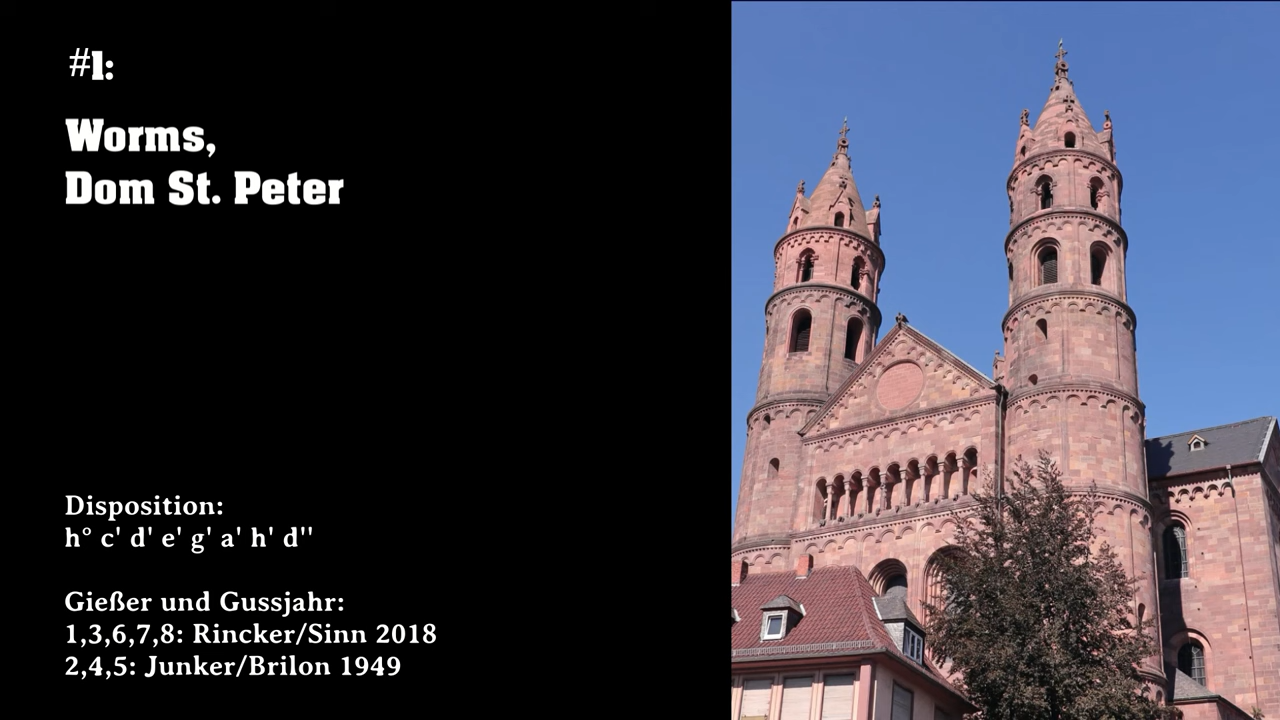 #1:
Worms,
Dom St. Peter
Disposition:
h° c' d' e' g' a' h' d''
Gießer und Gussjahr:
1,3,6,7,8: Rincker/Sinn 2018
2,4,5: Junker/Brilon 1949